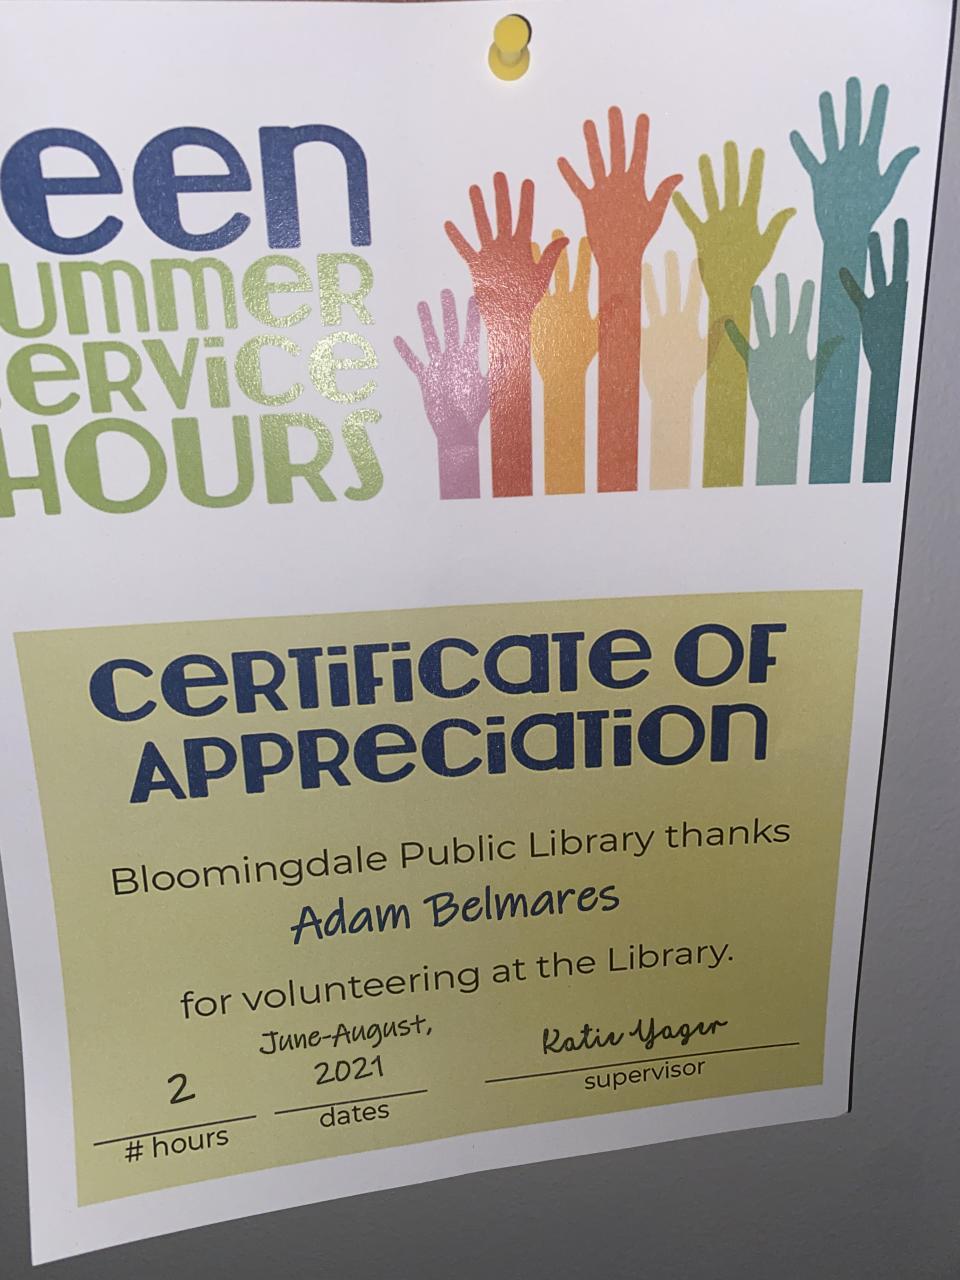 een
ummer
service
HOURS
Certificate of
Appreciation
Bloomingdale Public Library thanks
Adam Belmares
for volunteering at the Library.
June-August,
2021
2
Katie Yager
# hours
dates
supervisor